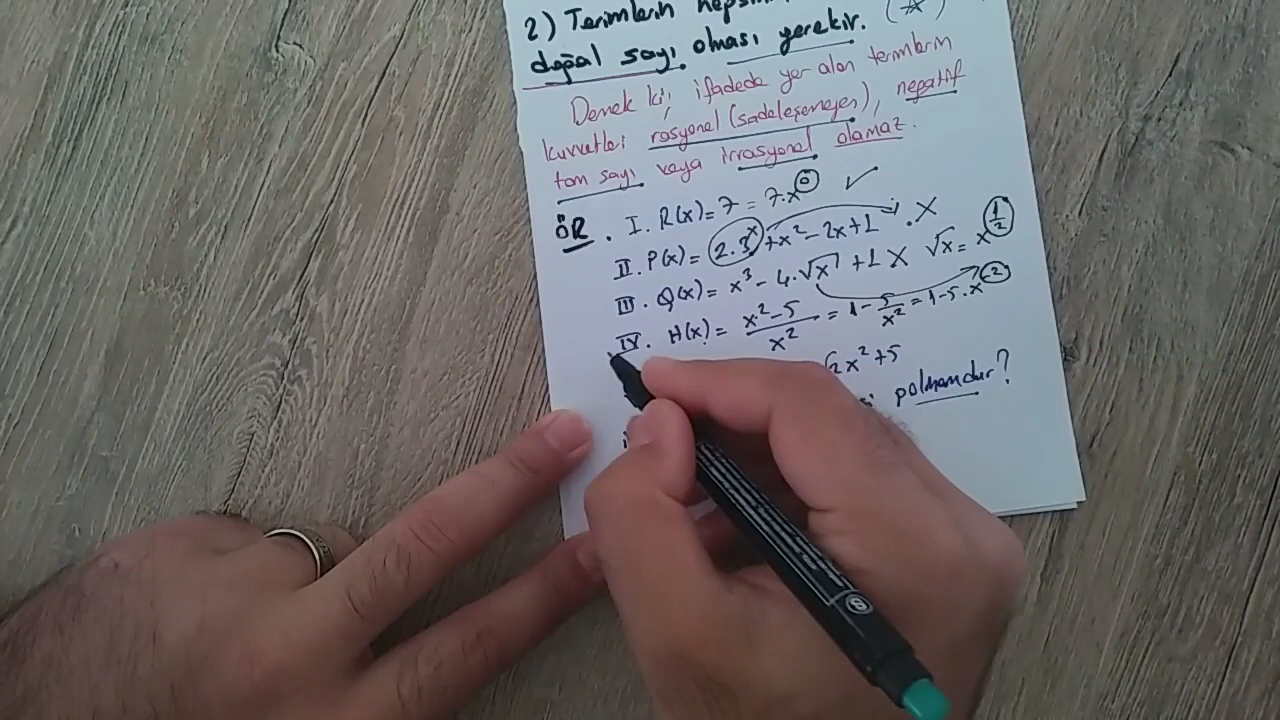 2) Terimlerin hepsini (*)
doğal sayı olması gerekir.
Demek ki; ifadede yer alan terimlerin
kuvvetleri rasyonel (sadeleşemeyen), negatif
tam sayı veya irrasyonel olamaz.
ÖR. I. R(x) = 7 = 7.x⁰ ✓
II. P(x) = 2.3ˣ + x² - 2x + 1 . X
III. Q(x) = x³ - 4.√x + 1 X √x = x^(1/2)
IV. H(x) = (x² - 5)/x² = 1 - 5/x² = 1 - 5.x⁻²
2x² + 5
polinomdur?